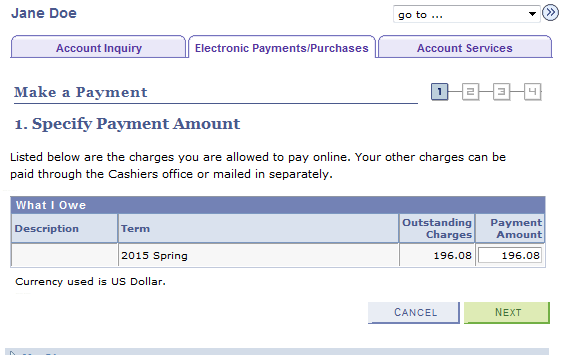 Jane Doe
go to ...
Account Inquiry
Electronic Payments/Purchases
Account Services
Make a Payment
1 2 3 4
1. Specify Payment Amount
Listed below are the charges you are allowed to pay online. Your other charges can be
paid through the Cashiers office or mailed in separately.
What I Owe
Description
Term
Outstanding
Charges
Payment
Amount
2015 Spring
196.08
196.08
Currency used is US Dollar.
CANCEL
NEXT